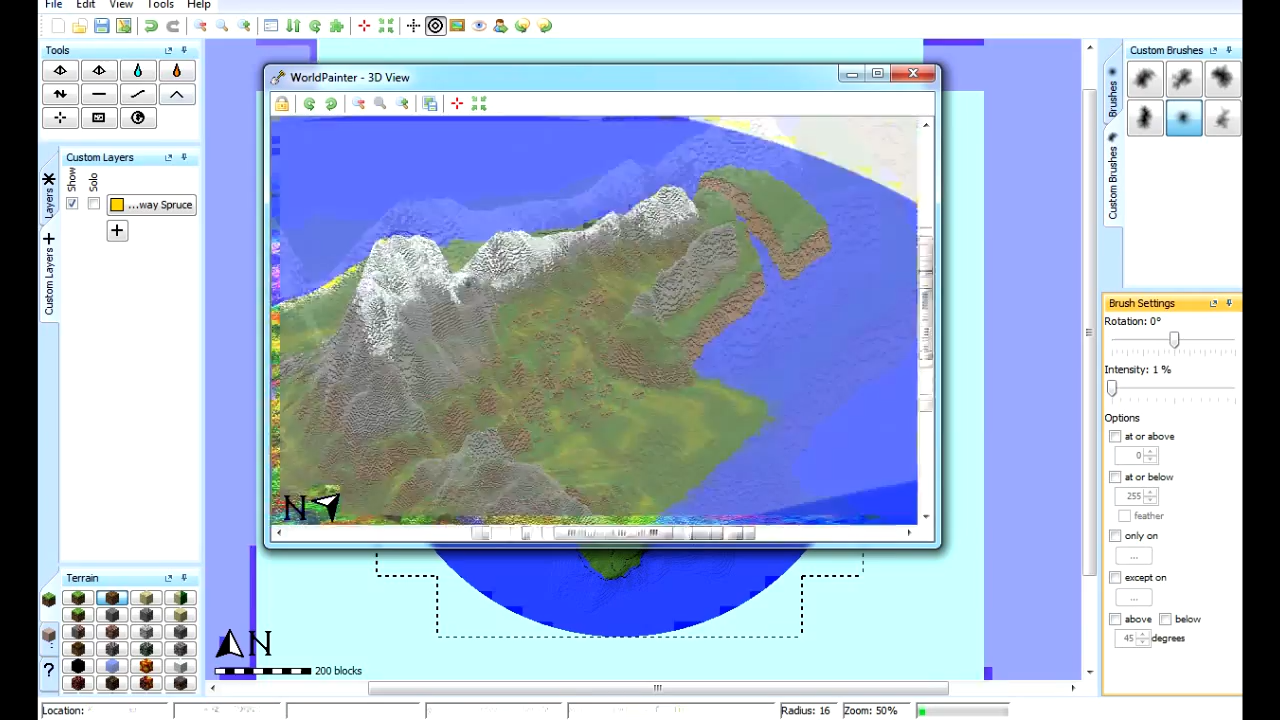 File Edit View Tools Help
Tools
Custom Layers
Show
Solo
...way Spruce
Layers
Custom Layers
Terrain
WorldPainter - 3D View
N
N
200 blocks
Custom Brushes
Brushes
Custom Brushes
Brush Settings
Rotation: 0°
Intensity: 1 %
Options
at or above
0
at or below
255
feather
only on
...
except on
...
above below
45 degrees
Location:
Radius: 16
Zoom: 50%